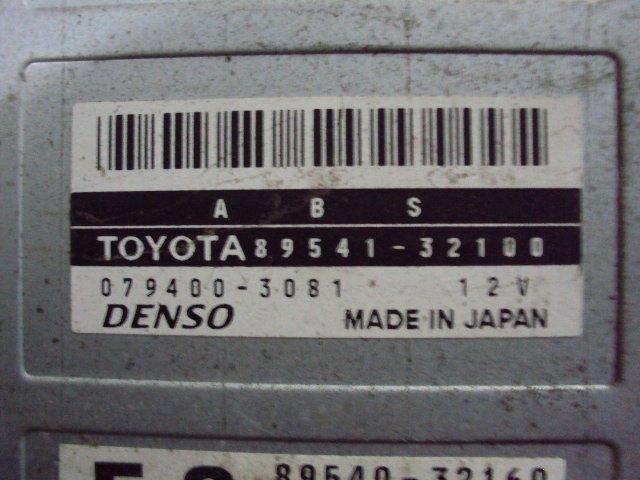 A B S
TOYOTA 89541-32100
079400-3081 12V
DENSO MADE IN JAPAN
89540-32160